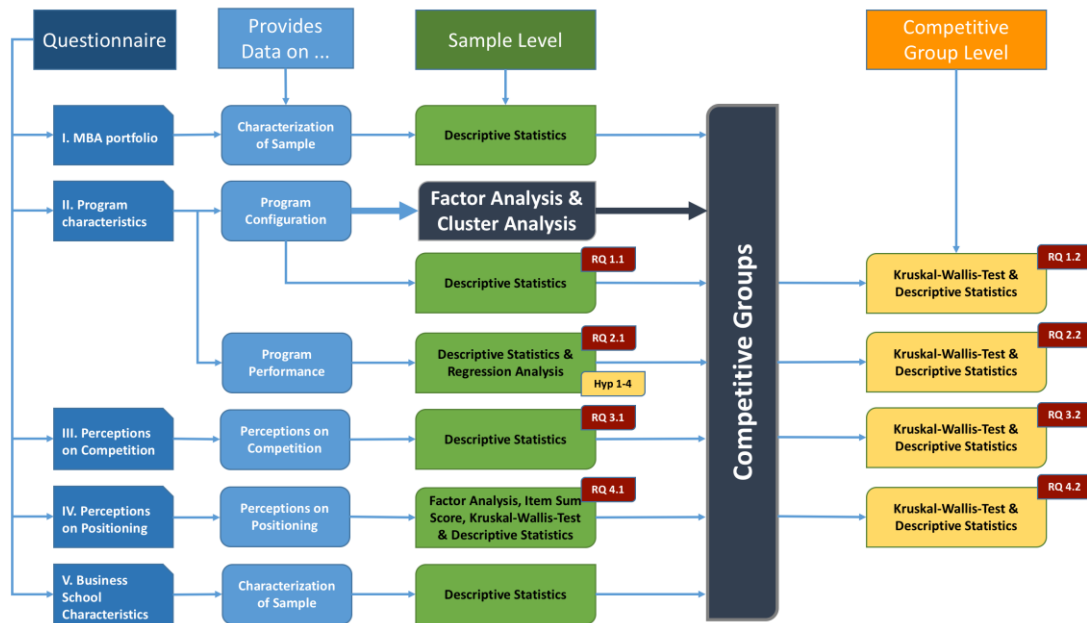 Questionnaire
Provides
Data on ...
Sample Level
Competitive
Group Level
I. MBA portfolio
Characterization
of Sample
Descriptive Statistics
II. Program
characteristics
Program
Configuration
Factor Analysis &
Cluster Analysis
RQ 1.1
Descriptive Statistics
RQ 1.2
Kruskal-Wallis-Test &
Descriptive Statistics
Program
Performance
RQ 2.1
Descriptive Statistics &
Regression Analysis
Hyp 1-4
RQ 2.2
Kruskal-Wallis-Test &
Descriptive Statistics
III. Perceptions
on Competition
Perceptions on
Competition
RQ 3.1
Descriptive Statistics
RQ 3.2
Kruskal-Wallis-Test &
Descriptive Statistics
IV. Perceptions
on Positioning
Perceptions on
Positioning
RQ 4.1
Factor Analysis, Item Sum
Score, Kruskal-Wallis-Test
& Descriptive Statistics
RQ 4.2
Kruskal-Wallis-Test &
Descriptive Statistics
V. Business
School
Characteristics
Characterization
of Sample
Descriptive Statistics
Competitive Groups